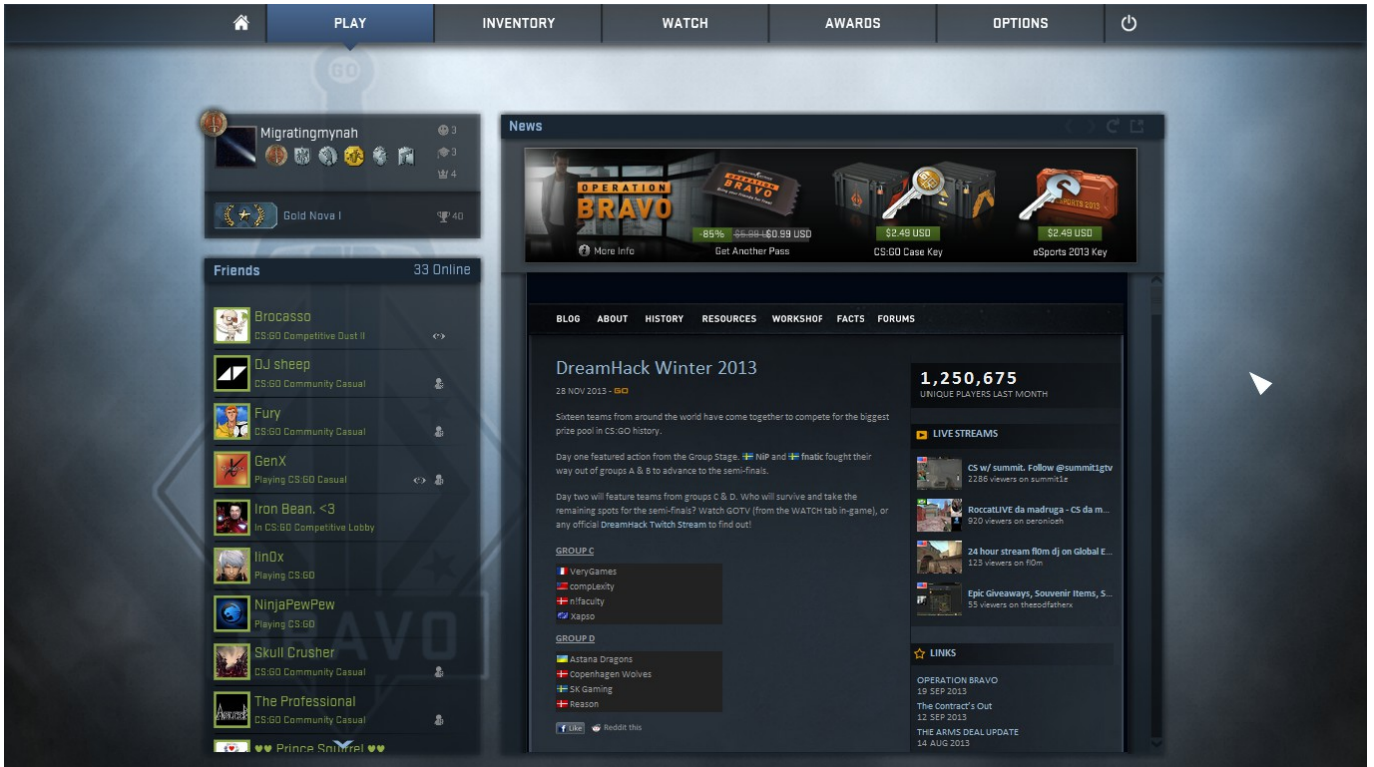 PLAY
INVENTORY
WATCH
AWARDS
OPTIONS
GO
Migratingmynah
3
3
4
Gold Nova I
40
Friends
33 Online
Brocasso
CS:GO Competitive Dust II
DJ sheep
CS:GO Community Casual
Fury
CS:GO Community Casual
GenX
Playing CS:GO Casual
Iron Bean. <3
In CS:GO Competitive Lobby
lin0x
Playing CS:GO
NinjaPewPew
Playing CS:GO
Skull Crusher
CS:GO Community Casual
The Professional
CS:GO Community Casual
♥♥ Prince Squirrel ♥♥
BRAVO
News
OPERATION
BRAVO
More Info
OPERATION
BRAVO
-85% $5.99 U$0.99 USD
Get Another Pass
$2.49 USD
CS:GO Case Key
ESPORTS 2013
$2.49 USD
eSports 2013 Key
BLOG ABOUT HISTORY RESOURCES WORKSHOP FACTS FORUMS
DreamHack Winter 2013
28 NOV 2013 - GO
Sixteen teams from around the world have come together to compete for the biggest
prize pool in CS:GO history.
Day one featured action from the Group Stage. NiP and fnatic fought their
way out of groups A & B to advance to the semi-finals.
Day two will feature teams from groups C & D. Who will survive and take the
remaining spots for the semi-finals? Watch GOTV (from the WATCH tab in-game), or
any official DreamHack Twitch Stream to find out!
GROUP C
VeryGames
compLexity
n!faculty
Xapso
GROUP D
Astana Dragons
Copenhagen Wolves
SK Gaming
Reason
Like
Reddit this
1,250,675
UNIQUE PLAYERS LAST MONTH
LIVE STREAMS
CS w/ summit. Follow @summit1gtv
2286 viewers on summit1g
RoccatLIVE da madruga - CS da m...
920 viewers on peronioeh
24 hour stream fl0m dj on Global E...
123 viewers on fl0m
Epic Giveaways, Souvenir Items, S...
55 viewers on theeodfatherx
LINKS
OPERATION BRAVO
19 SEP 2013
The Contract's Out
12 SEP 2013
THE ARMS DEAL UPDATE
14 AUG 2013